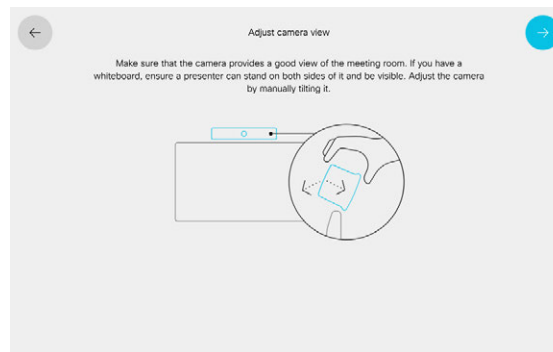 Adjust camera view
Make sure that the camera provides a good view of the meeting room. If you have a
whiteboard, ensure a presenter can stand on both sides of it and be visible. Adjust the camera
by manually tilting it.